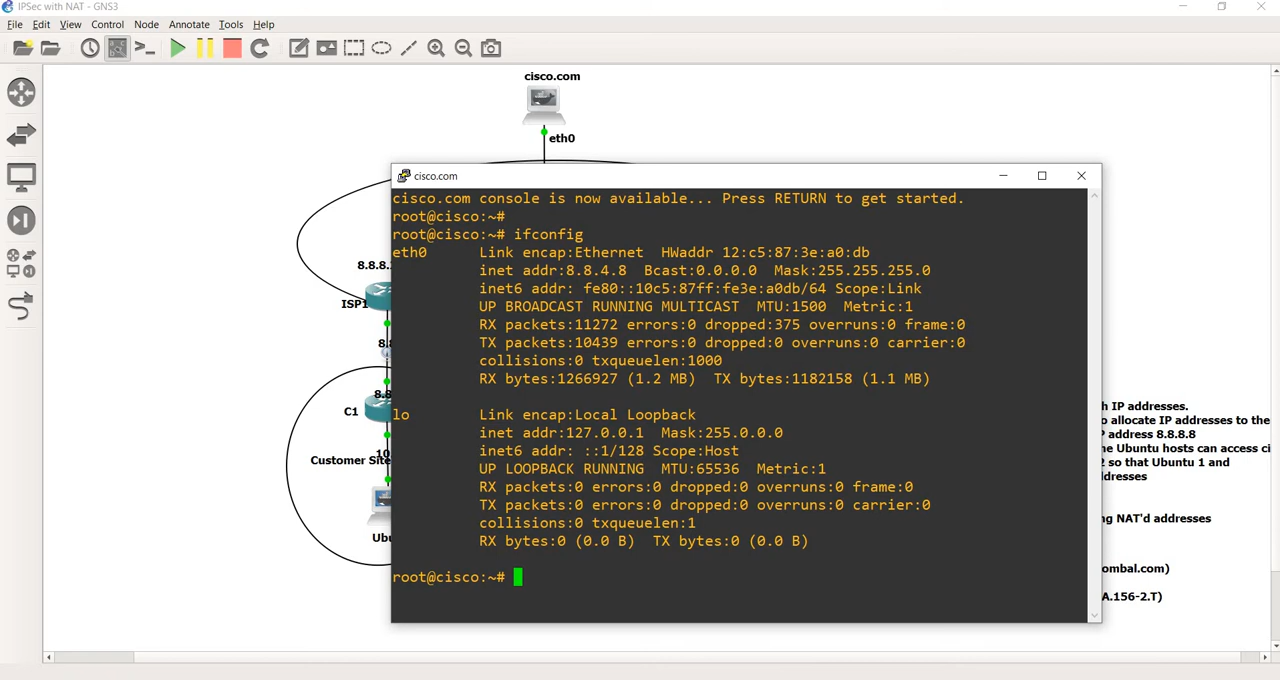 IPSec with NAT - GNS3
File Edit View Control Node Annotate Tools Help
cisco.com
eth0
cisco.com
cisco.com console is now available... Press RETURN to get started.
root@cisco:~#
root@cisco:~# ifconfig
eth0 Link encap:Ethernet HWaddr 12:c5:87:3e:a0:db
inet addr:8.8.4.8 Bcast:0.0.0.0 Mask:255.255.255.0
inet6 addr: fe80::10c5:87ff:fe3e:a0db/64 Scope:Link
UP BROADCAST RUNNING MULTICAST MTU:1500 Metric:1
RX packets:11272 errors:0 dropped:375 overruns:0 frame:0
TX packets:10439 errors:0 dropped:0 overruns:0 carrier:0
collisions:0 txqueuelen:1000
RX bytes:1266927 (1.2 MB) TX bytes:1182158 (1.1 MB)
lo Link encap:Local Loopback
inet addr:127.0.0.1 Mask:255.0.0.0
inet6 addr: ::1/128 Scope:Host
UP LOOPBACK RUNNING MTU:65536 Metric:1
RX packets:0 errors:0 dropped:0 overruns:0 frame:0
TX packets:0 errors:0 dropped:0 overruns:0 carrier:0
collisions:0 txqueuelen:1
RX bytes:0 (0.0 B) TX bytes:0 (0.0 B)
root@cisco:~#
8.8.8.
ISP1
8.8
8.8
C1
10
Customer Site
Ubu
h IP addresses.
o allocate IP addresses to the
P address 8.8.8.8
he Ubuntu hosts can access ci
2 so that Ubuntu 1 and
ddresses
ng NAT'd addresses
ombal.com)
A.156-2.T)